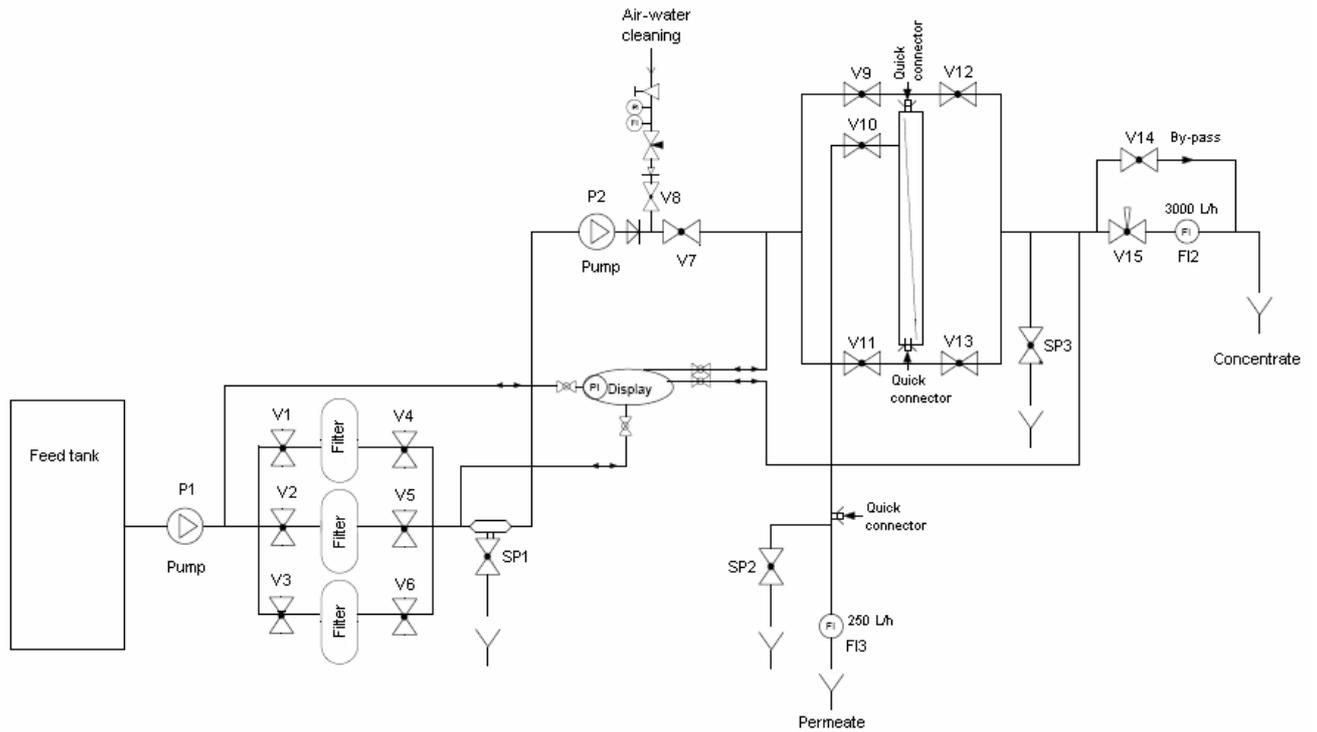 Air-water
cleaning
Quick
connector
V9
V12
FI
V10
V14
By-pass
P2
V8
3000 L/h
FI
Pump
V7
V15
FI2
V11
V13
SP3
Concentrate
PI
Display
Quick
connector
V1
Filter
V4
Feed tank
P1
V2
Filter
V5
Quick
connector
Pump
SP1
SP2
V3
Filter
V6
FI
250 L/h
FI3
Permeate